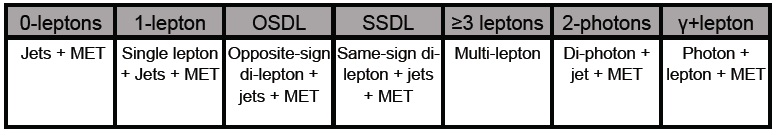 0-leptons 1-lepton OSDL SSDL ≥3 leptons 2-photons γ+lepton
Jets + MET
Single lepton
+ Jets + MET
Opposite-sign
di-lepton +
jets + MET
Same-sign di-
lepton + jets
+ MET
Multi-lepton
Di-photon +
jet + MET
Photon +
lepton + MET